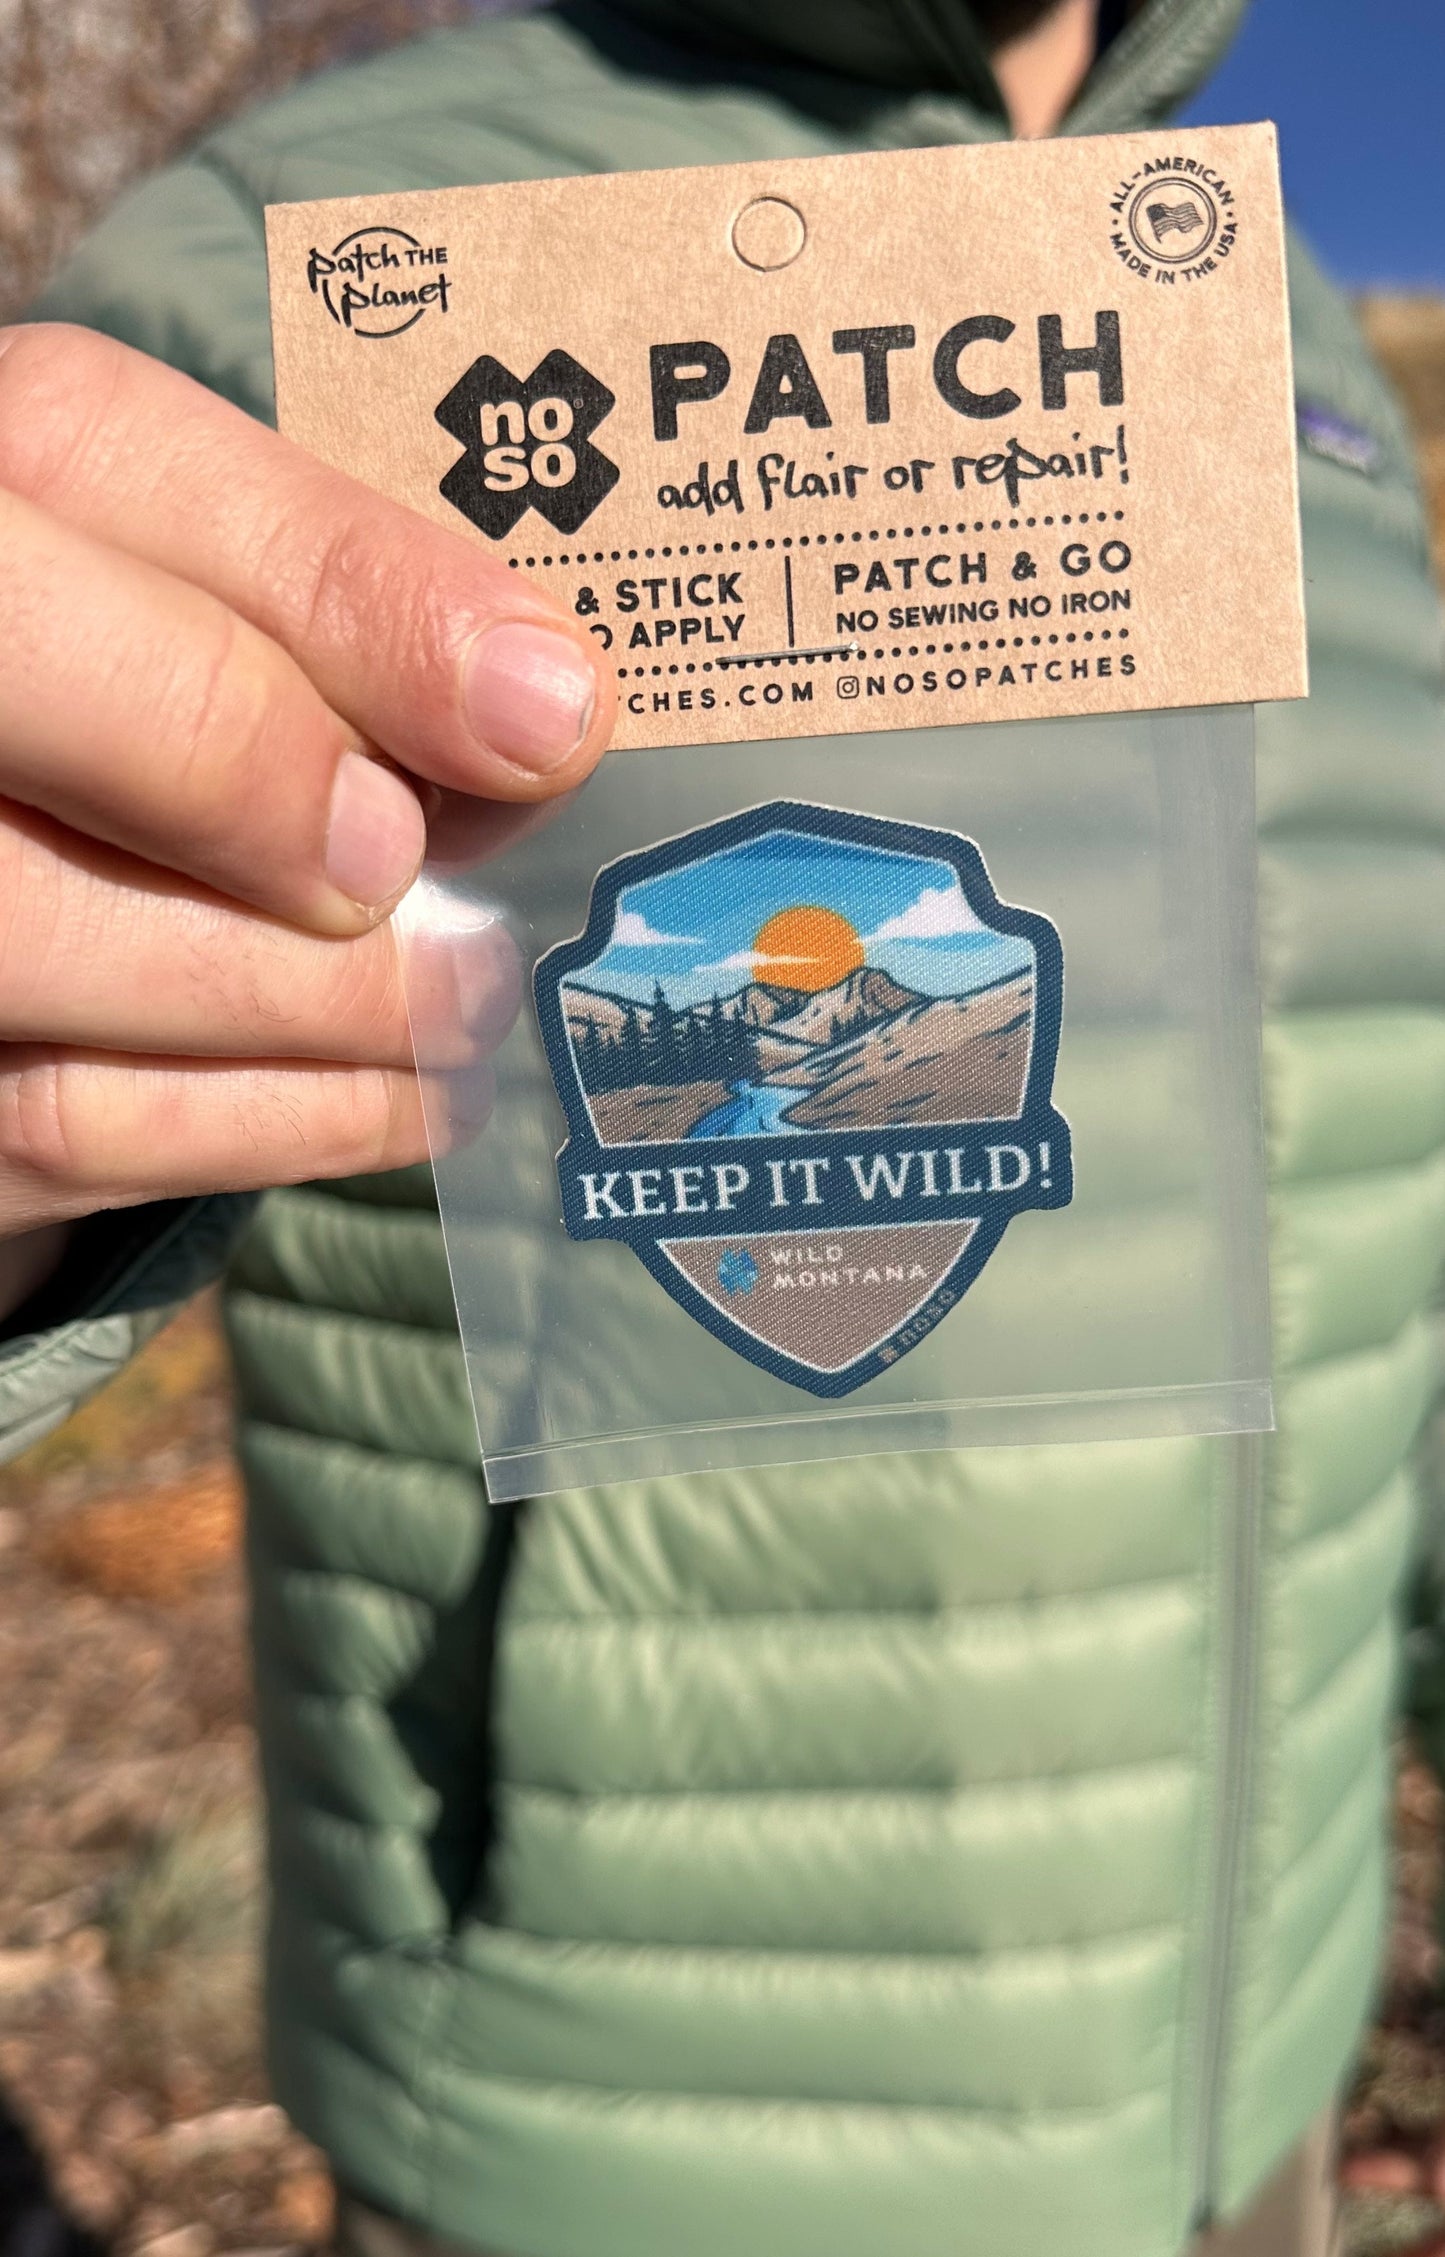 patch THE
planet
ALL-AMERICAN
MADE IN THE USA
no®
so
PATCH
add flair or repair!
& STICK
APPLY
PATCH & GO
NO SEWING NO IRON
CHES.COM
NOSOPATCHES
KEEP IT WILD!
WILD
MONTANA
NOSO